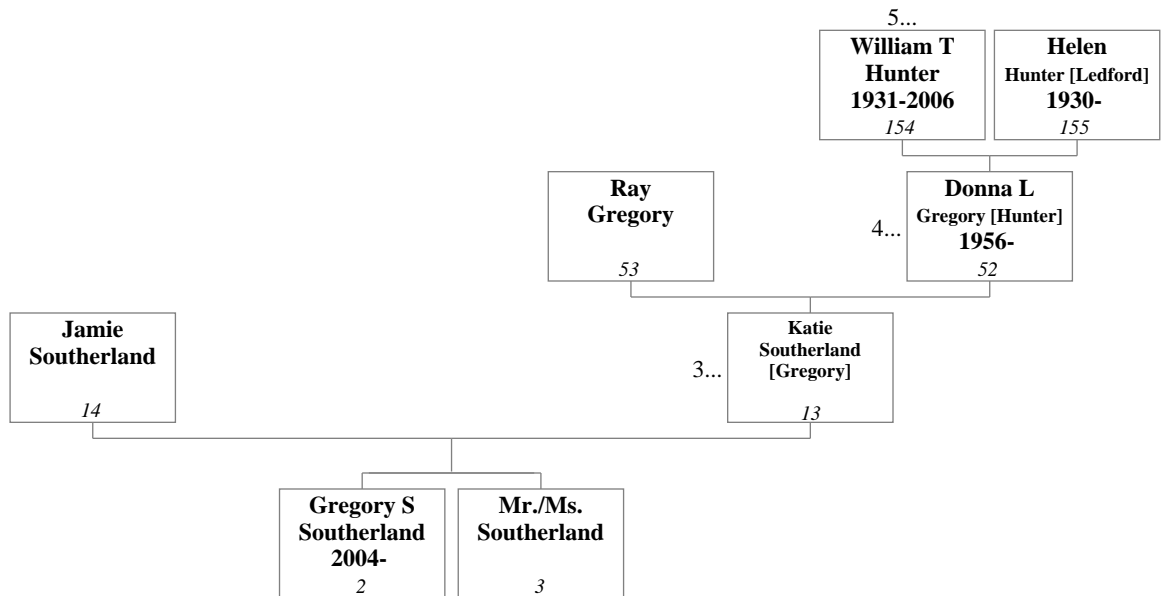 5...
William T
Hunter
1931-2006
154
Helen
Hunter [Ledford]
1930-
155
Ray
Gregory
53
4...
Donna L
Gregory [Hunter]
1956-
52
Jamie
Southerland
14
3...
Katie
Southerland
[Gregory]
13
Gregory S
Southerland
2004-
2
Mr./Ms.
Southerland
3